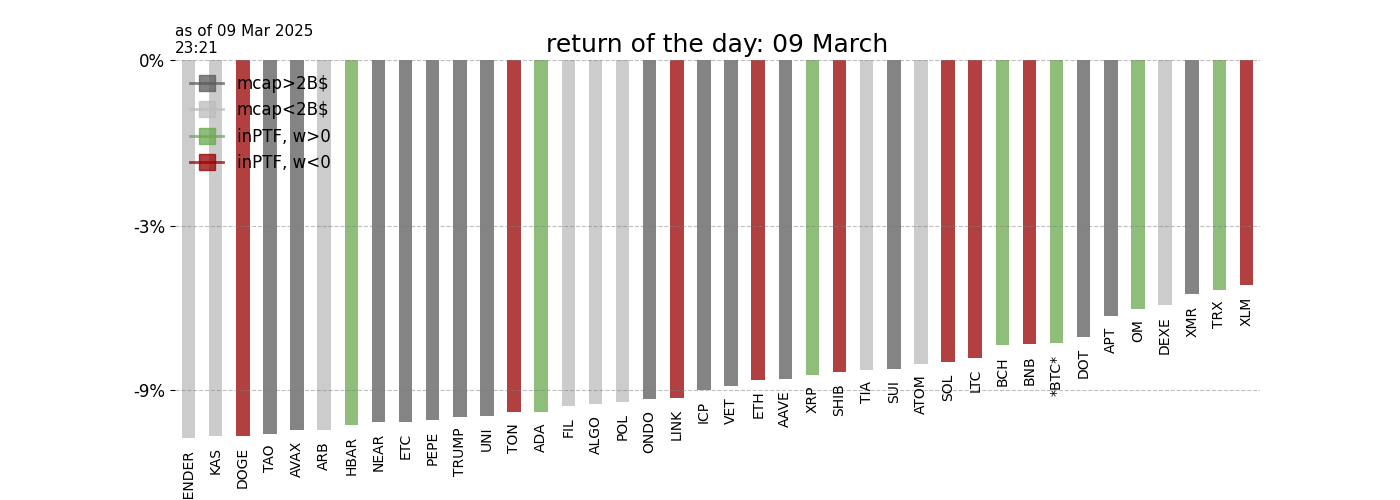 as of 09 Mar 2025
23:21
return of the day: 09 March
0%
-3%
-9%
mcap>2B$
mcap<2B$
inPTF, w>0
inPTF, w<0
ENDER
KAS
DOGE
TAO
AVAX
ARB
HBAR
NEAR
ETC
PEPE
TRUMP
UNI
TON
ADA
FIL
ALGO
POL
ONDO
LINK
ICP
VET
ETH
AAVE
XRP
SHIB
TIA
SUI
ATOM
SOL
LTC
BCH
BNB
*BTC*
DOT
APT
OM
DEXE
XMR
TRX
XLM